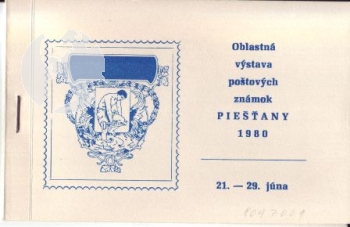 Oblastná
výstava
poštových
známok
PIEŠŤANY
1980
21. — 29. júna